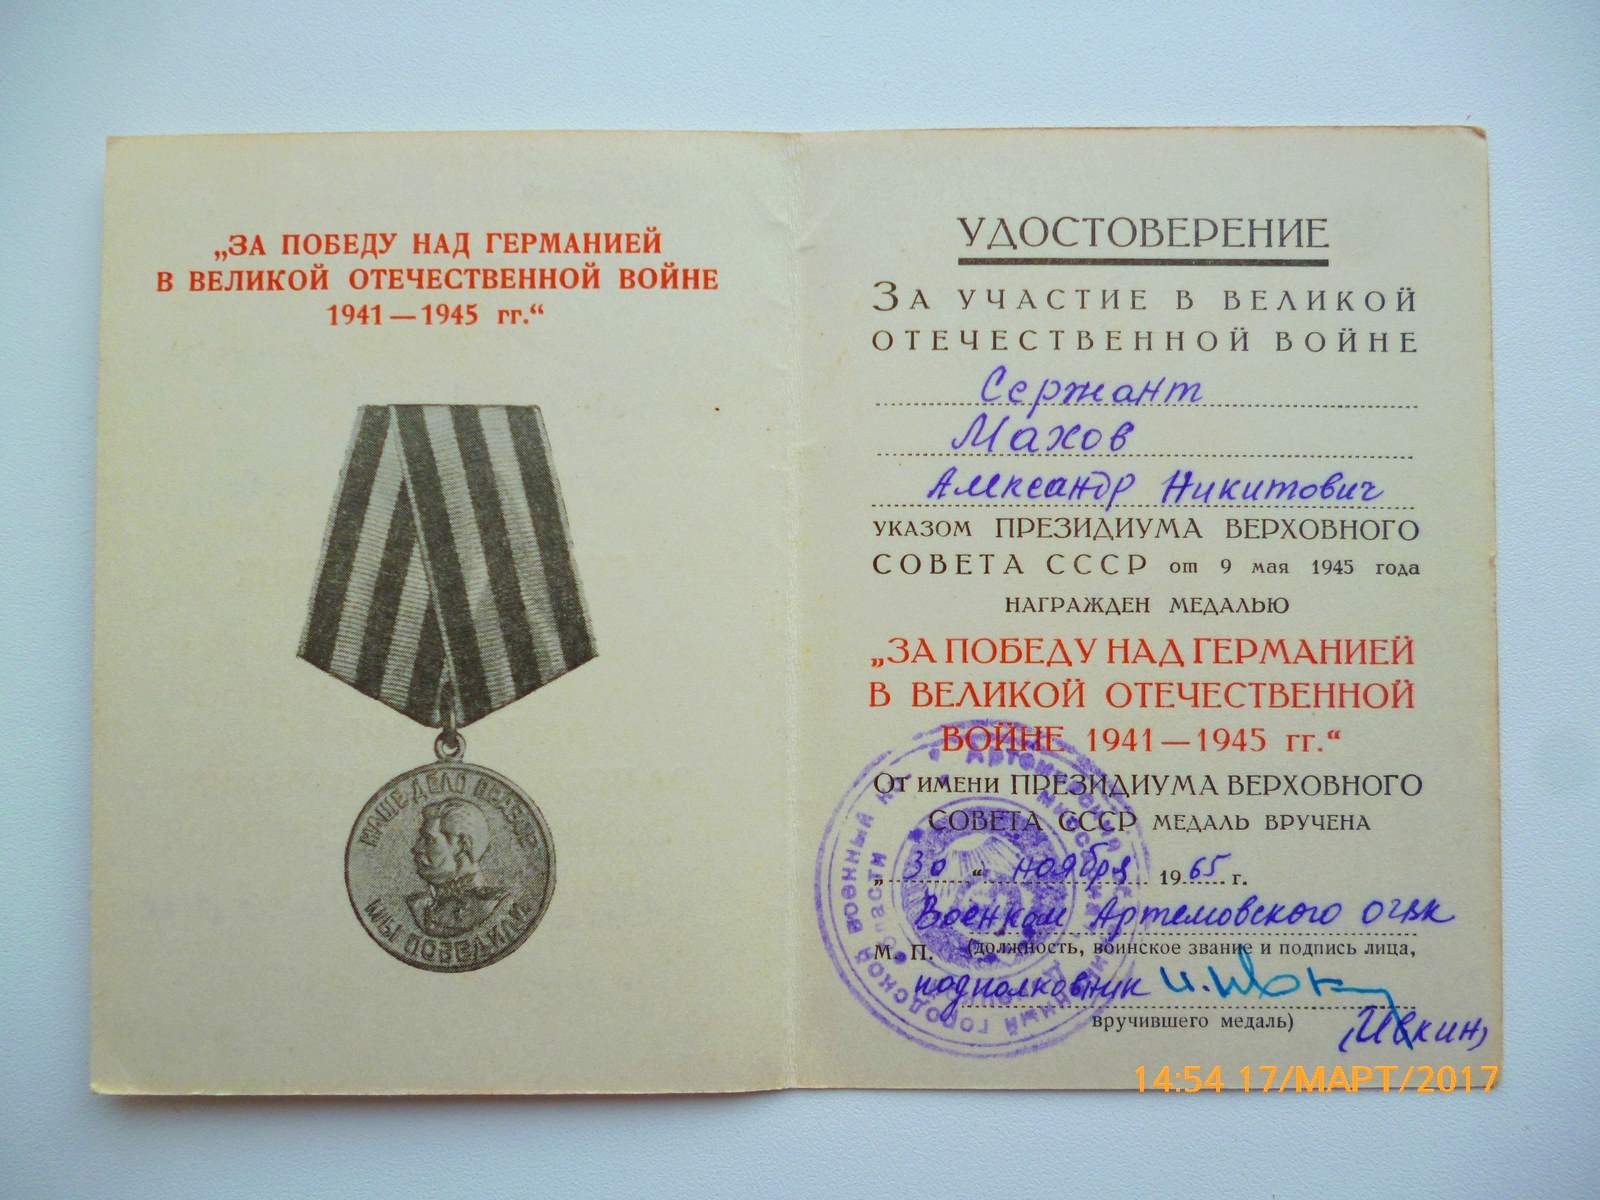 „ЗА ПОБЕДУ НАД ГЕРМАНИЕЙ
В ВЕЛИКОЙ ОТЕЧЕСТВЕННОЙ ВОЙНЕ
1941 — 1945 гг.“
НАШЕ ДЕЛО ПРАВОЕ
МЫ ПОБЕДИЛИ
УДОСТОВЕРЕНИЕ
ЗА УЧАСТИЕ В ВЕЛИКОЙ
ОТЕЧЕСТВЕННОЙ ВОЙНЕ
Сержант
Махов
Александр Никитович
УКАЗОМ ПРЕЗИДИУМА ВЕРХОВНОГО
СОВЕТА СССР от 9 мая 1945 года
НАГРАЖДЕН МЕДАЛЬЮ
„ЗА ПОБЕДУ НАД ГЕРМАНИЕЙ
В ВЕЛИКОЙ ОТЕЧЕСТВЕННОЙ
ВОЙНЕ 1941 — 1945 гг.“
ОТ ИМЕНИ ПРЕЗИДИУМА ВЕРХОВНОГО
СОВЕТА СССР МЕДАЛЬ ВРУЧЕНА
„30“ ноября 1965 г.
Военком Артемовского огвк
М. П. (должность, воинское звание и подпись лица,
подполковник
вручившего медаль)
(Ивкин)
14:54 17/МАРТ/2017